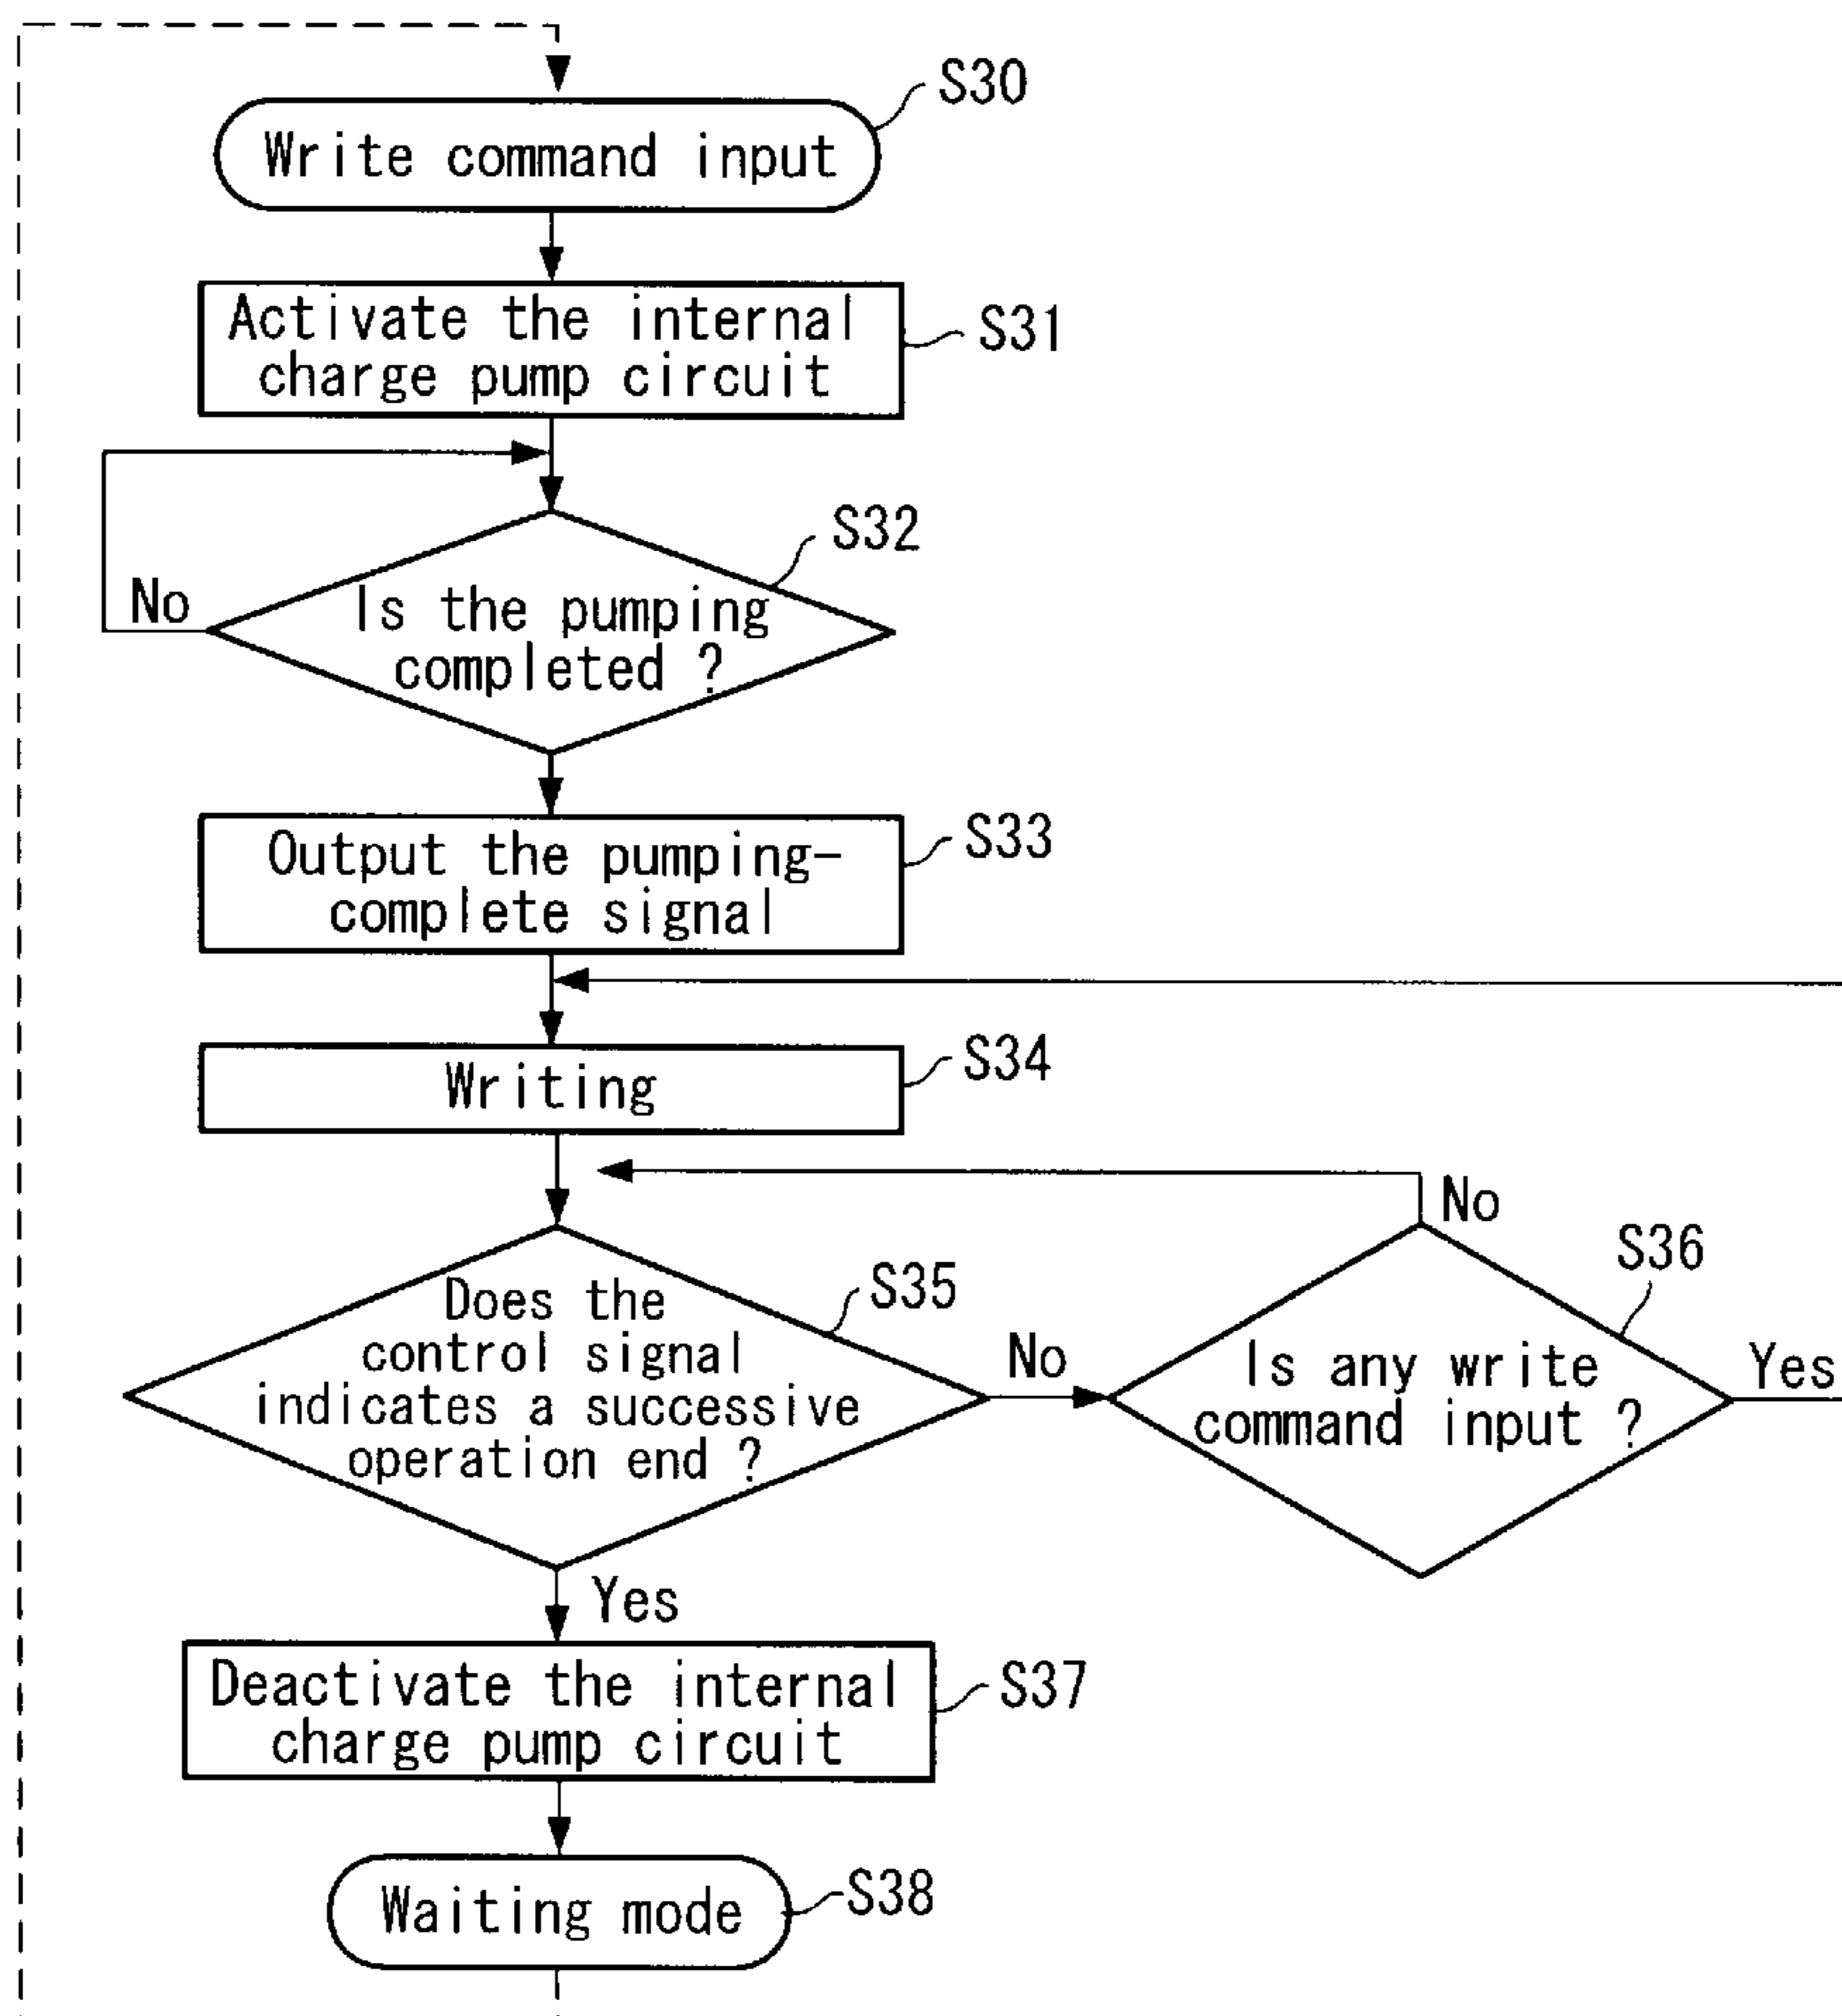 S30
Write command input
Activate the internal
charge pump circuit
S31
S32
No
Is the pumping
completed ?
Output the pumping-
complete signal
S33
Writing
S34
No
S36
Does the
control signal
indicates a successive
operation end ?
S35
No
Is any write
command input ?
Yes
Yes
Deactivate the internal
charge pump circuit
S37
Waiting mode
S38